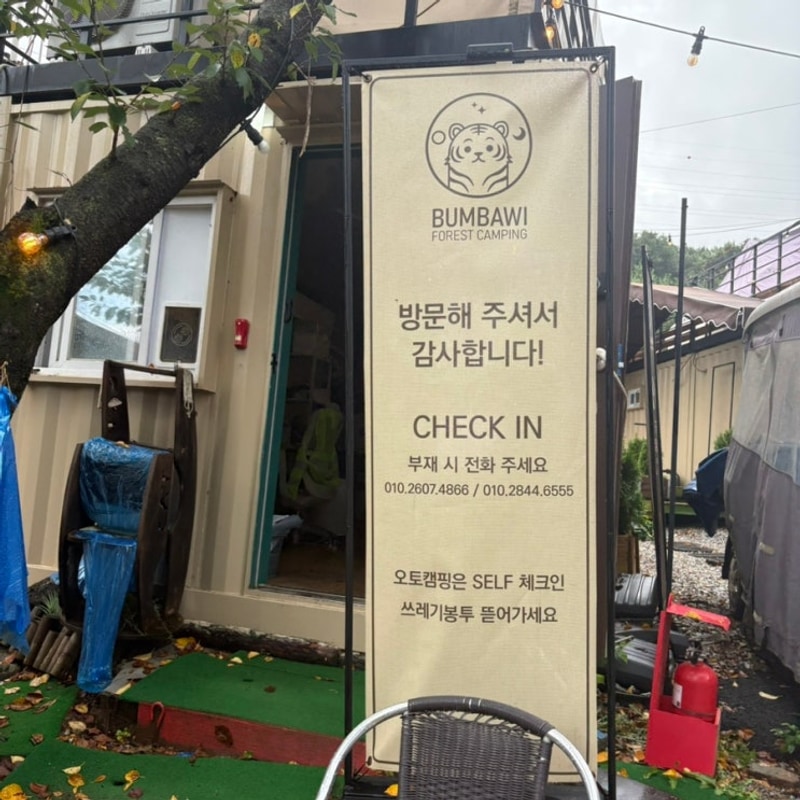 BUMBAWI
FOREST CAMPING
방문해 주셔서
감사합니다!
CHECK IN
부재 시 전화 주세요
010.2607.4866 / 010.2844.6555
오토캠핑은 SELF 체크인
쓰레기봉투 뜯어가세요